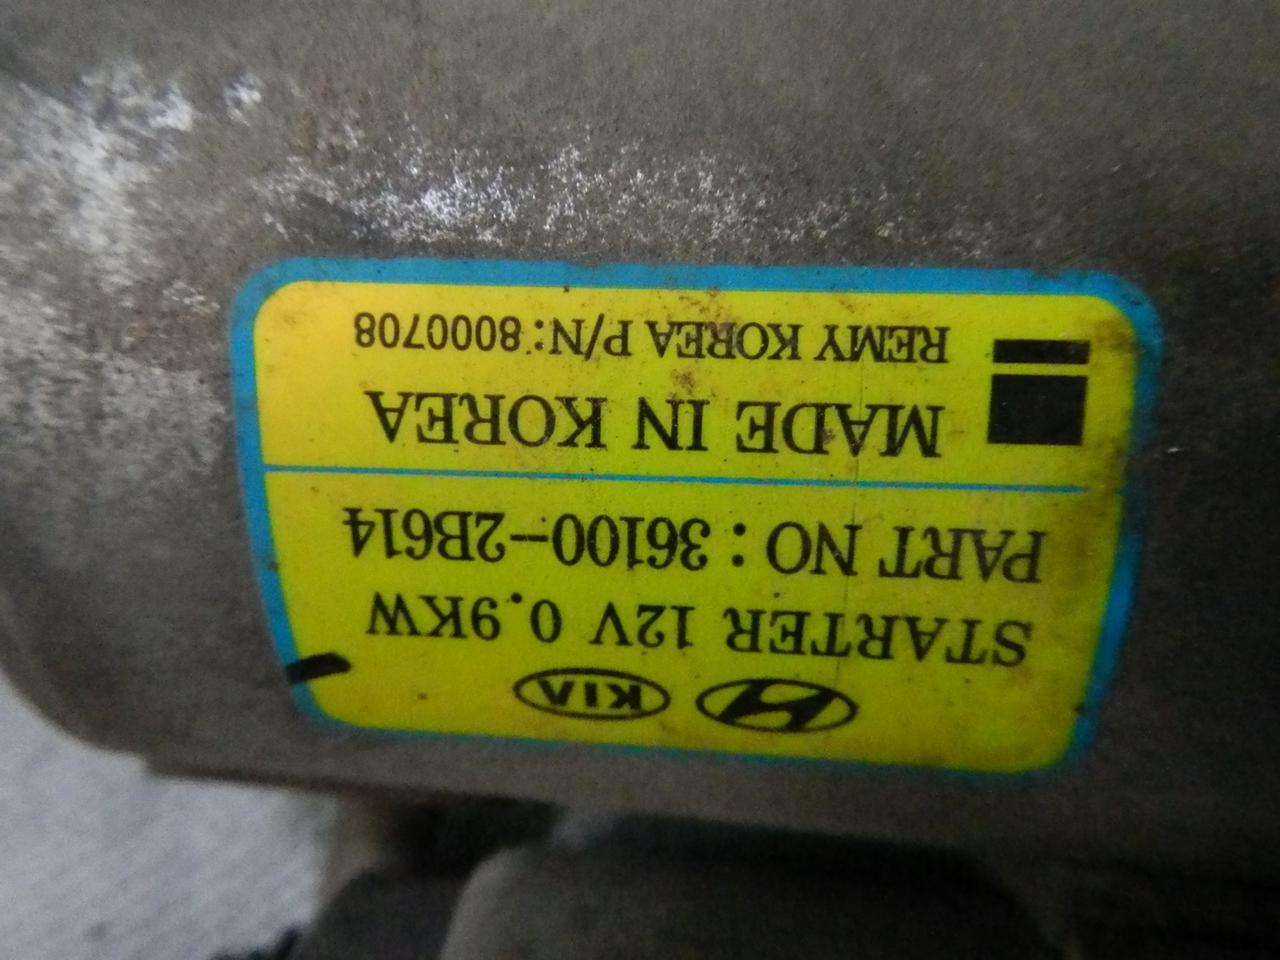 KIA
STARTER 12V 0.9KW
PART NO : 36100-2B614
MADE IN KOREA
REMY KOREA P/N: 8000708